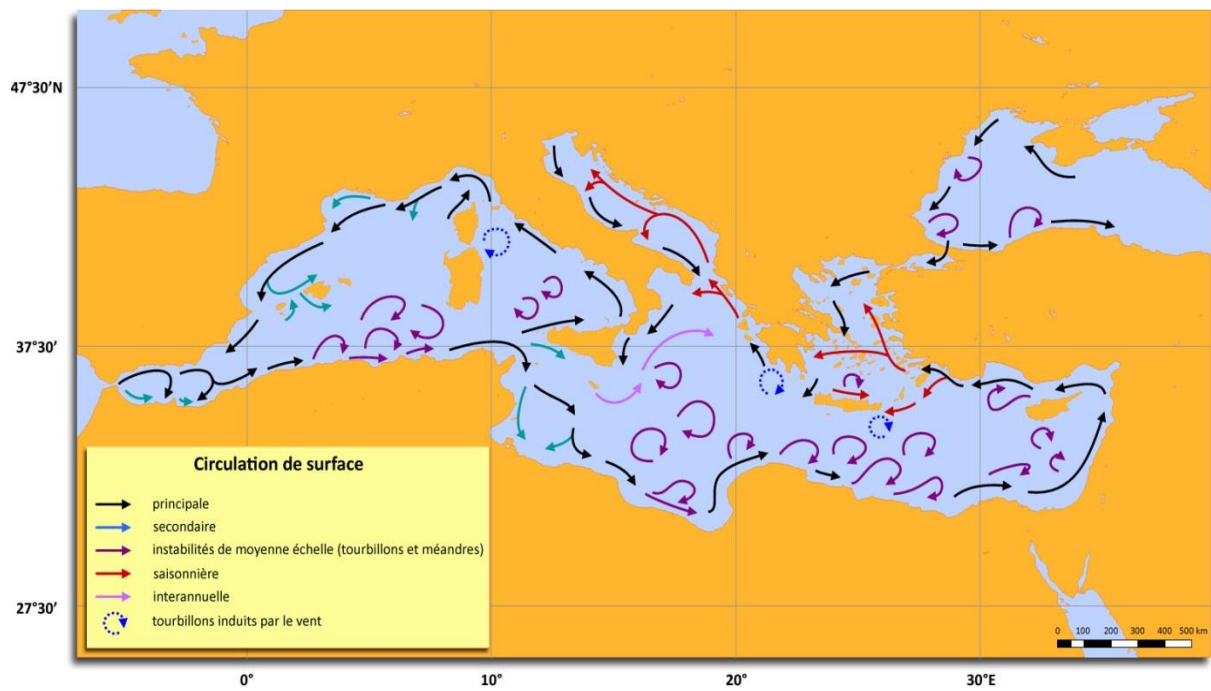 47°30'N
37°30'
27°30'
Circulation de surface
principale
secondaire
instabilités de moyenne échelle (tourbillons et méandres)
saisonnière
interannuelle
tourbillons induits par le vent
0 100 200 300 400 500 km
0° 10° 20° 30°E